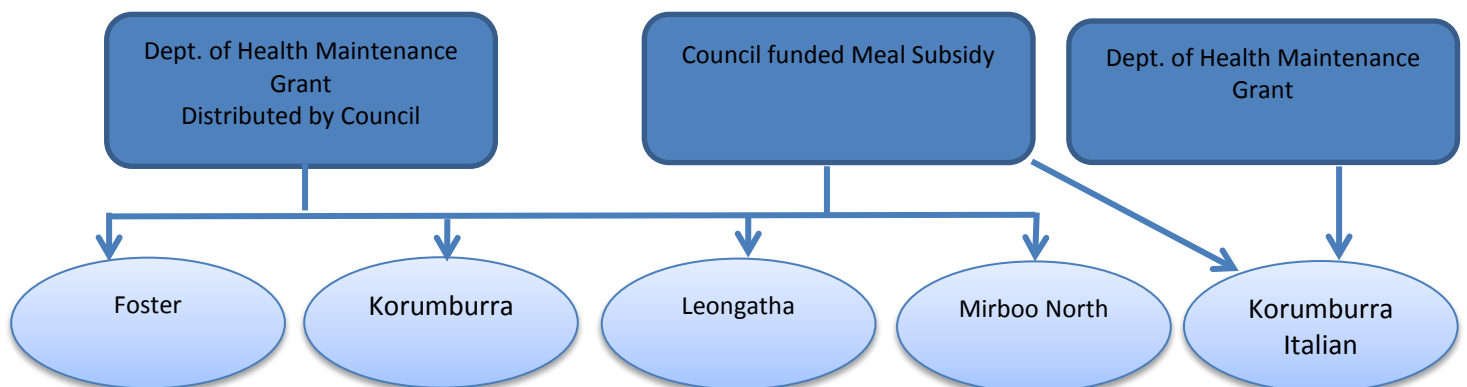 Dept. of Health Maintenance
Grant
Distributed by Council
Council funded Meal Subsidy
Dept. of Health Maintenance
Grant
Foster
Korumburra
Leongatha
Mirboo North
Korumburra
Italian